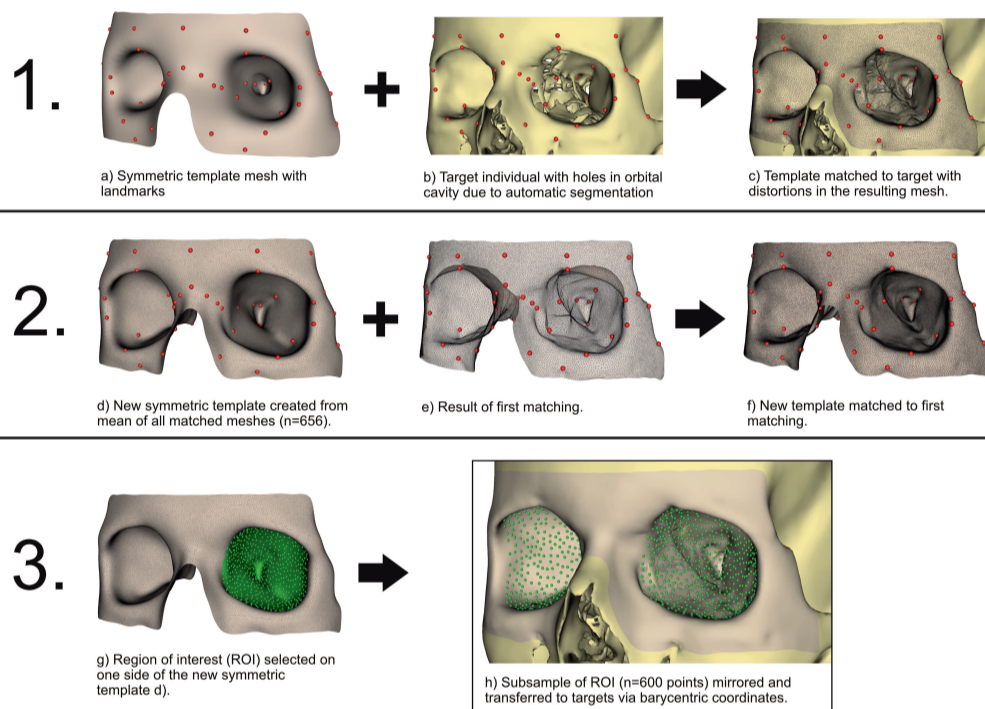 1.
a) Symmetric template mesh with
landmarks
+
b) Target individual with holes in orbital
cavity due to automatic segmentation
c) Template matched to target with
distortions in the resulting mesh.
2.
d) New symmetric template created from
mean of all matched meshes (n=656).
+
e) Result of first matching.
f) New template matched to first
matching.
3.
g) Region of interest (ROI) selected on
one side of the new symmetric
template d).
h) Subsample of ROI (n=600 points) mirrored and
transferred to targets via barycentric coordinates.